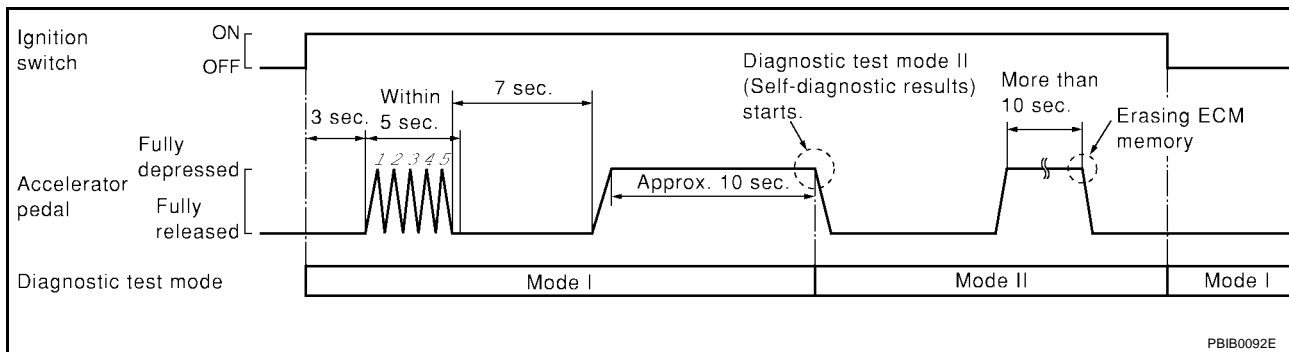 Ignition
switch
ON
OFF
3 sec.
Within
5 sec.
7 sec.
Diagnostic test mode II
(Self-diagnostic results)
starts.
More than
10 sec.
Erasing ECM
memory
Accelerator
pedal
Fully
depressed
Fully
released
1 2 3 4 5
Approx. 10 sec.
Diagnostic test mode
Mode I
Mode II
Mode I
PBIB0092E